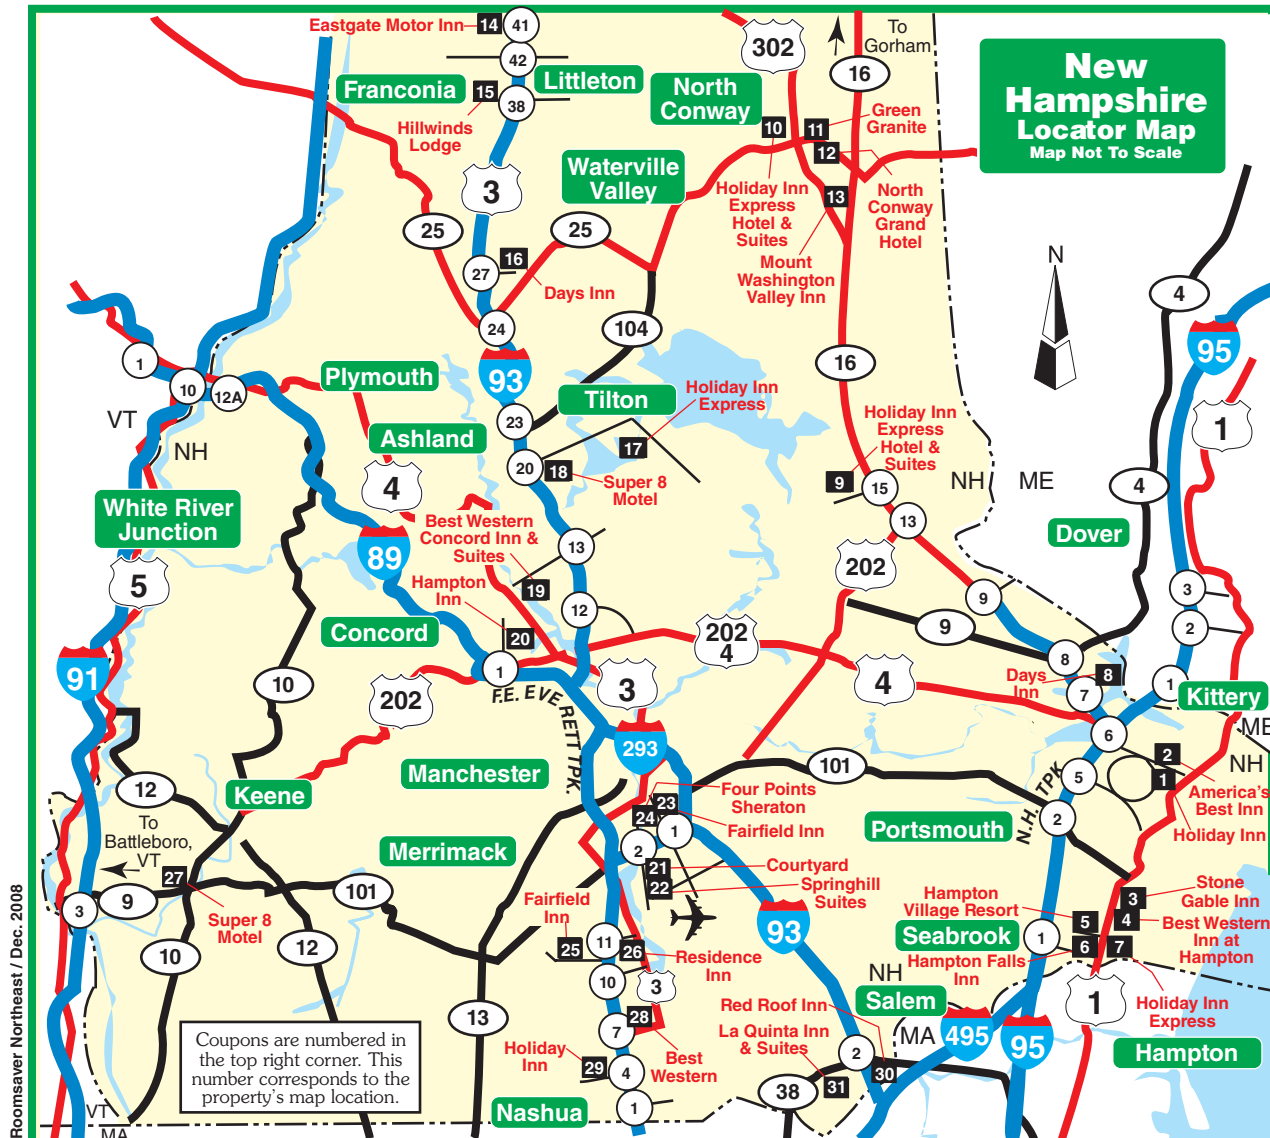 Eastgate Motor Inn
14
41
42
Littleton
Franconia
15
38
Hillwinds
Lodge
302
To
Gorham
16
North
Conway
10
11
Green
Granite
12
New
Hampshire
Locator Map
Map Not To Scale
Waterville
Valley
3
25
25
Holiday Inn
Express
Hotel &
Suites
13
North
Conway
Grand
Hotel
Mount
Washington
Valley Inn
N
27
16
Days Inn
24
104
4
95
1
10
12A
93
16
Plymouth
VT
NH
Tilton
Holiday Inn
Express
23
Ashland
17
20
18
Super 8
Motel
1
Holiday Inn
Express
Hotel &
Suites
9
15
NH
ME
4
13
4
White River
Junction
Best Western
Concord Inn &
Suites
13
Dover
89
5
Hampton
Inn
19
202
12
9
3
2
Concord
20
1
202
4
9
8
91
10
202
F.E. EVERETT TPK.
3
4
Days
Inn
8
7
1
Kittery
ME
293
6
2
NH
Manchester
101
N.H. TPK
5
1
America's
Best Inn
12
Keene
Four Points
Sheraton
23
24
1
Fairfield Inn
Portsmouth
2
Holiday Inn
To
Battleboro,
VT
Merrimack
2
21
Courtyard
22
Springhill
Suites
27
9
3
101
Super 8
Motel
Fairfield
Inn
25
11
26
Residence
Inn
93
Hampton
Village Resort
5
3
Stone
Gable Inn
4
Best Western
Inn at
Hampton
Seabrook
1
6
7
Hampton Falls
Inn
10
12
10
3
NH
Salem
1
Holiday Inn
Express
13
7
28
Red Roof Inn
La Quinta Inn
& Suites
MA
495
95
Coupons are numbered in
the top right corner. This
number corresponds to the
property's map location.
Holiday
Inn
29
4
Best
Western
2
30
31
38
Hampton
Nashua
1
VT
MA
Roomsaver Northeast / Dec. 2008